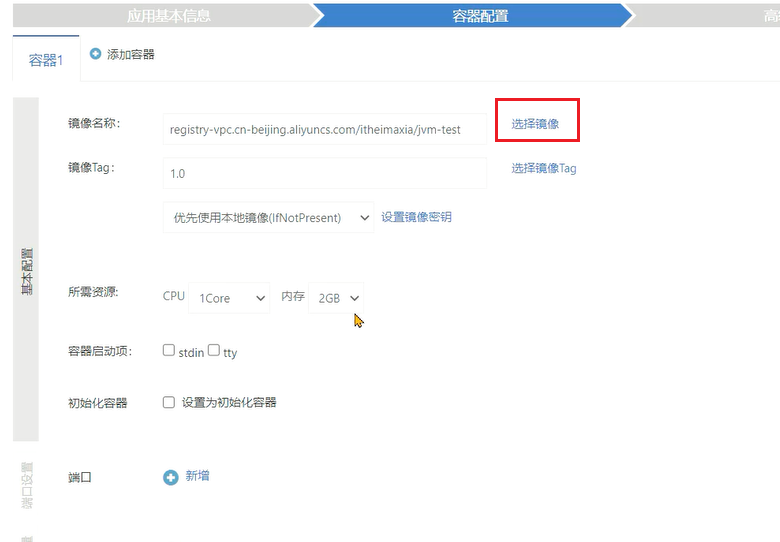 应用基本信息
容器配置
容器1
添加容器
镜像名称:
registry-vpc.cn-beijing.aliyuncs.com/itheimaxia/jvm-test
选择镜像
镜像Tag:
1.0
选择镜像Tag
优先使用本地镜像(IfNotPresent)
设置镜像密钥
基本配置
所需资源:
CPU
1Core
内存
2GB
容器启动项:
stdin
tty
初始化容器
设置为初始化容器
端口设置
端口
新增